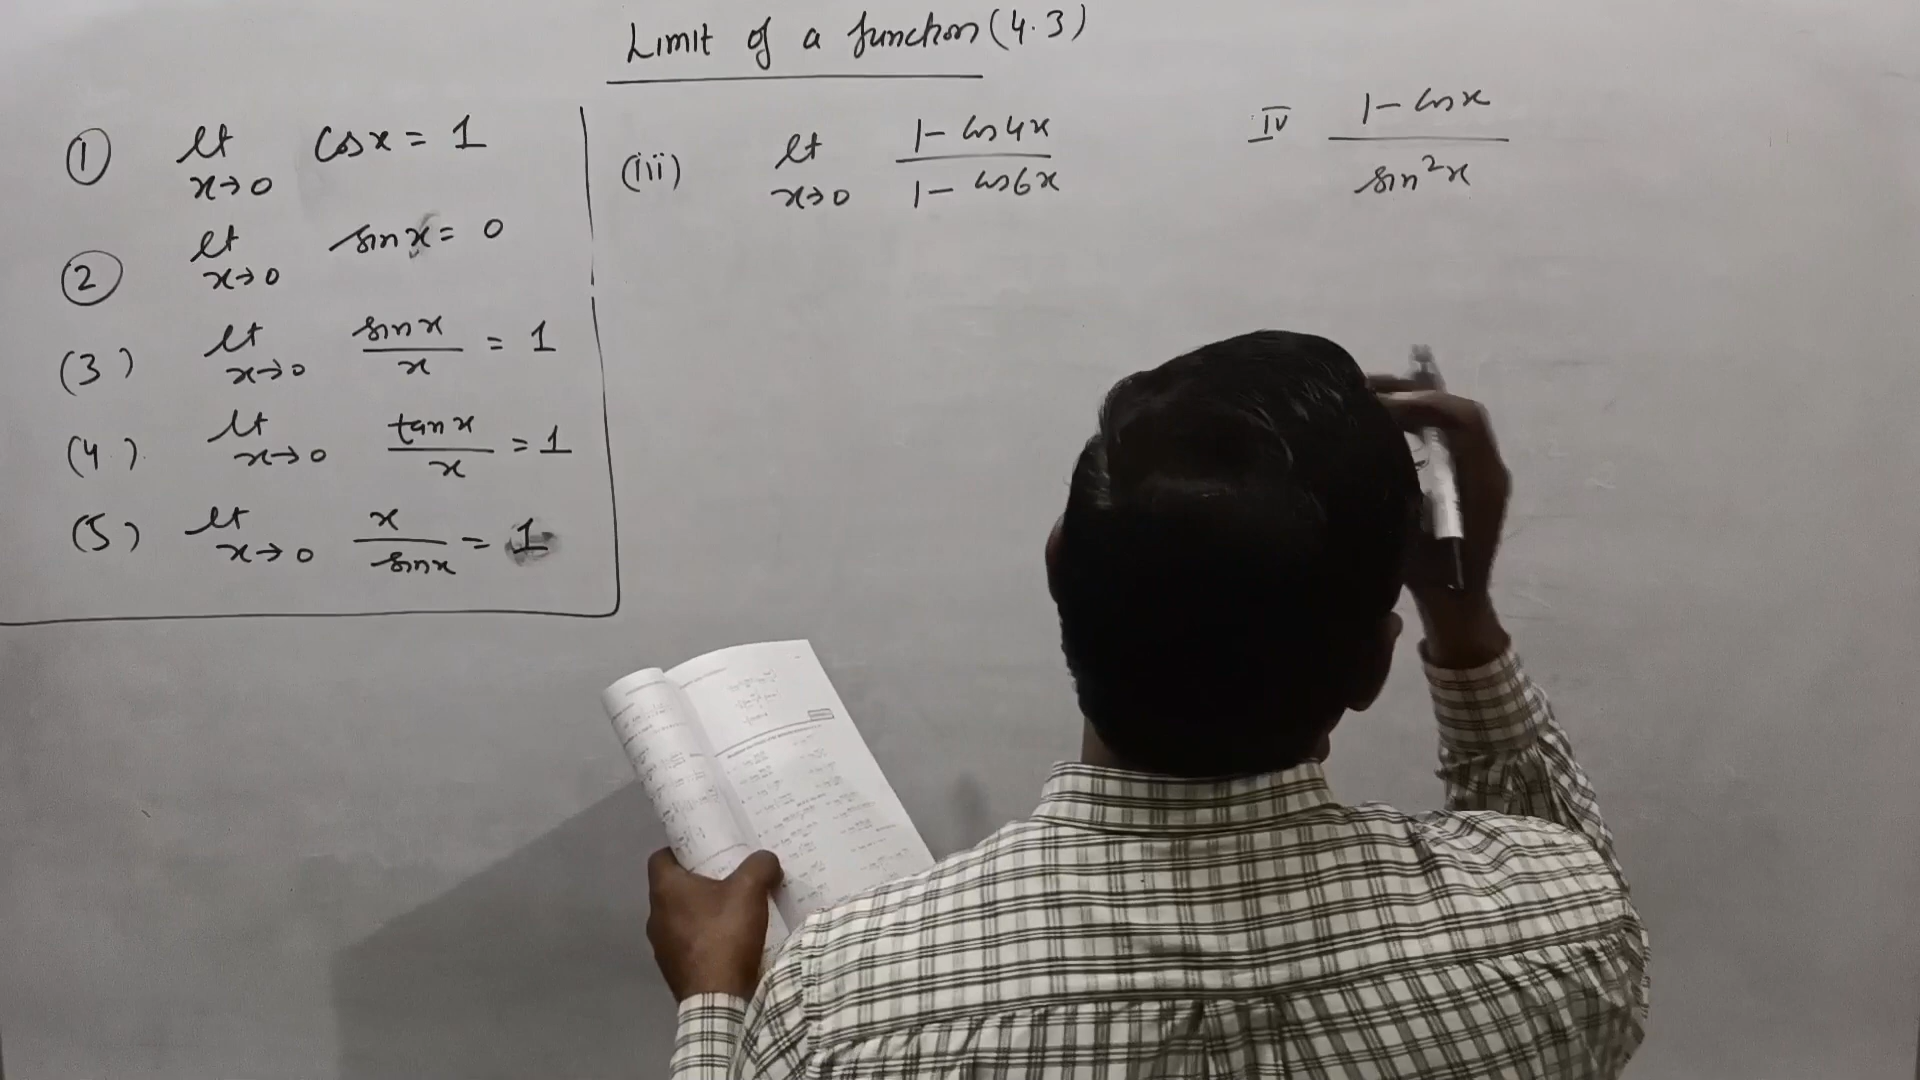 Limit of a function (4.3)
① lt x→0 cos x = 1
② lt x→0 sin x = 0
(3) lt x→0 sin x / x = 1
(4.) lt x→0 tan x / x = 1
(5) lt x→0 x / sin x = 1
(iii) lt x→0 1 - cos 4x / 1 - cos 6x
IV 1 - cos x / sin²x